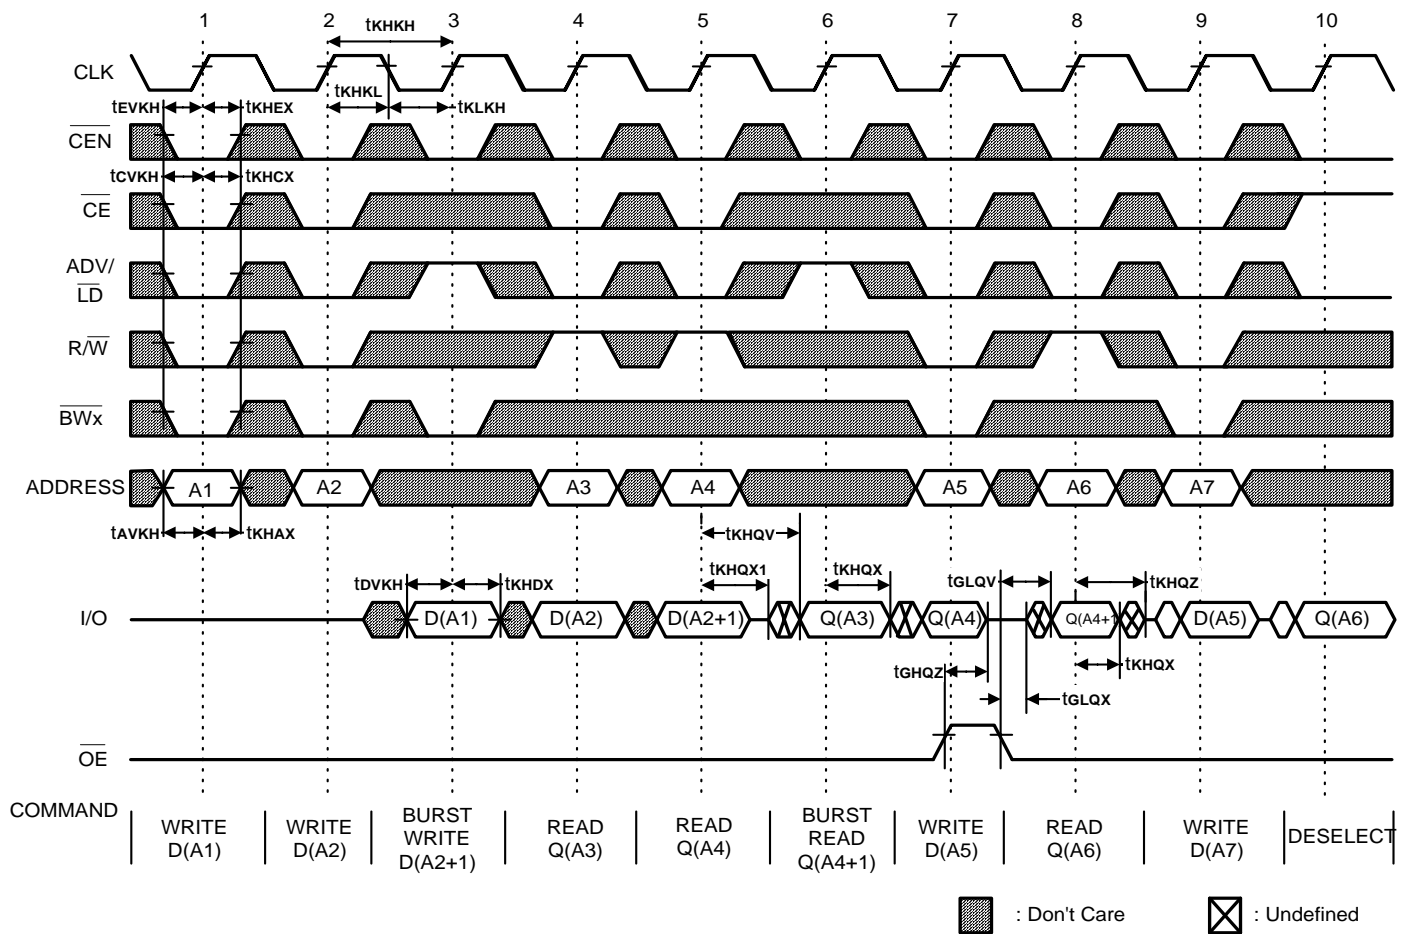 1 2 3 4 5 6 7 8 9 10
tKHKH
CLK
tKHKL tKLKH
tEVKH tKHEX
CEN
tCVKH tKHCX
CE
ADV/
LD
R/W
BWx
ADDRESS A1 A2 A3 A4 A5 A6 A7
tAVKH tKHAX
tKHQV
tDVKH tKHDX tKHQX1 tKHQX tGLQV tKHQZ
I/O D(A1) D(A2) D(A2+1) Q(A3) Q(A4) Q(A4+1 D(A5) Q(A6)
tGHQZ tKHQX
tGLQX
OE
COMMAND
WRITE
D(A1)
WRITE
D(A2)
BURST
WRITE
D(A2+1)
READ
Q(A3)
READ
Q(A4)
BURST
READ
Q(A4+1)
WRITE
D(A5)
READ
Q(A6)
WRITE
D(A7)
DESELECT
: Don't Care : Undefined